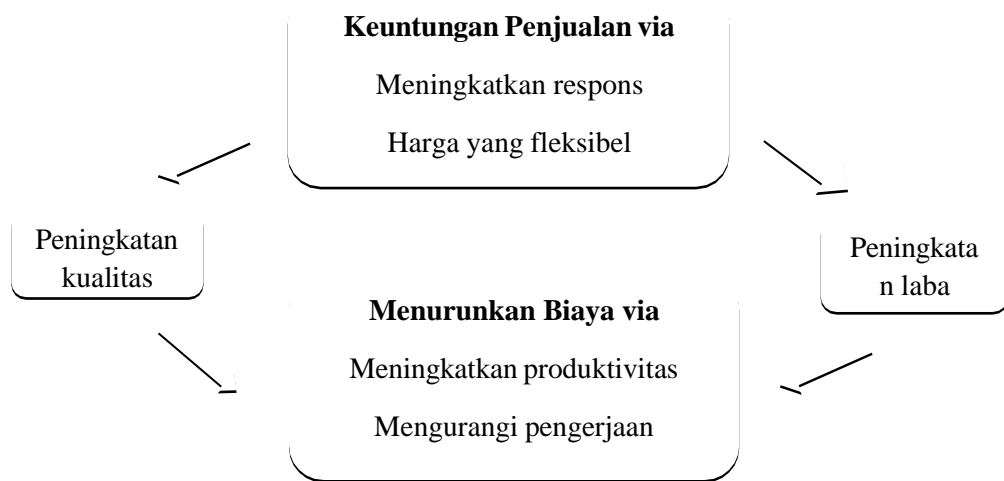 Keuntungan Penjualan via
Meningkatkan respons
Harga yang fleksibel
Peningkatan
kualitas
Peningkata
n laba
Menurunkan Biaya via
Meningkatkan produktivitas
Mengurangi pengerjaan